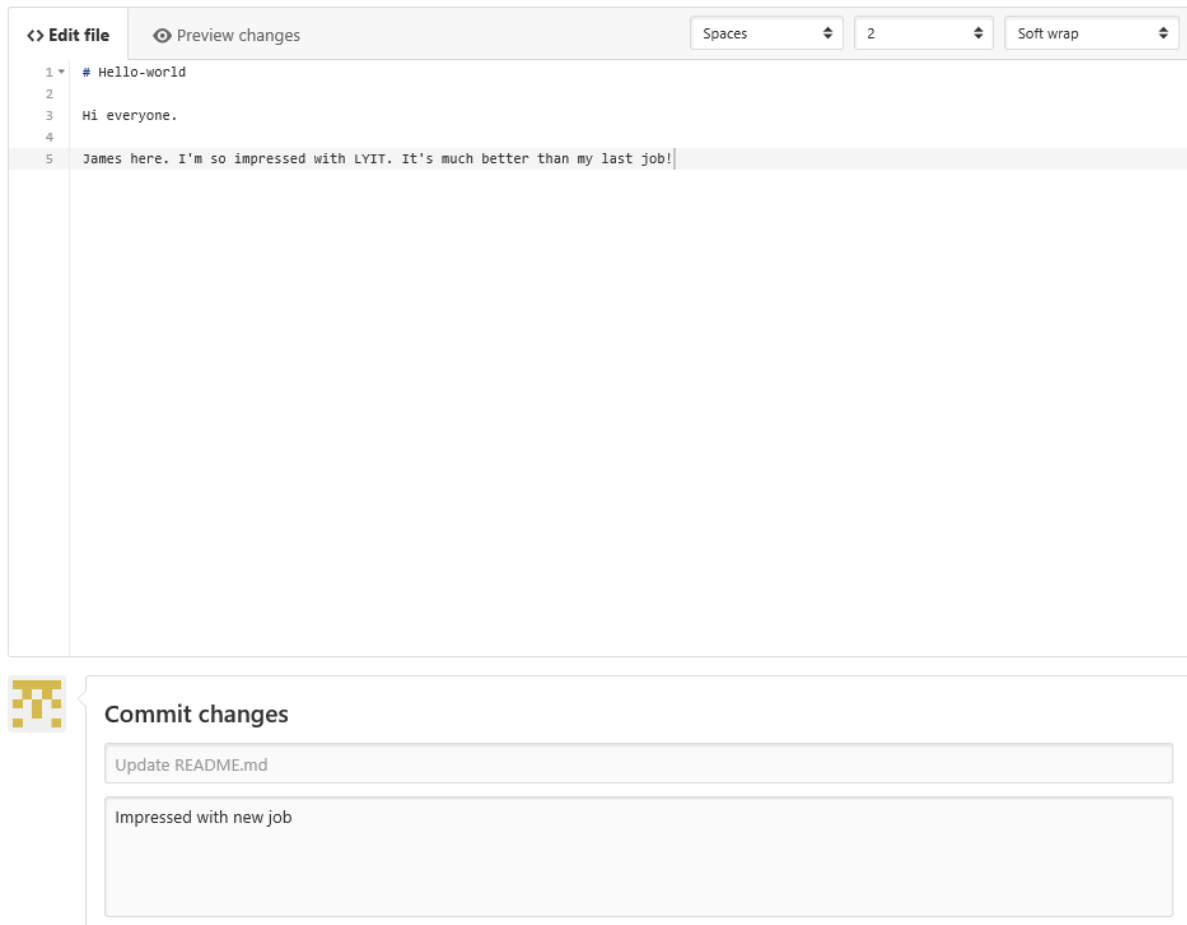 <> Edit file
Preview changes
Spaces
2
Soft wrap
1 # Hello-world
2
3 Hi everyone.
4
5 James here. I'm so impressed with LYIT. It's much better than my last job!
Commit changes
Update README.md
Impressed with new job